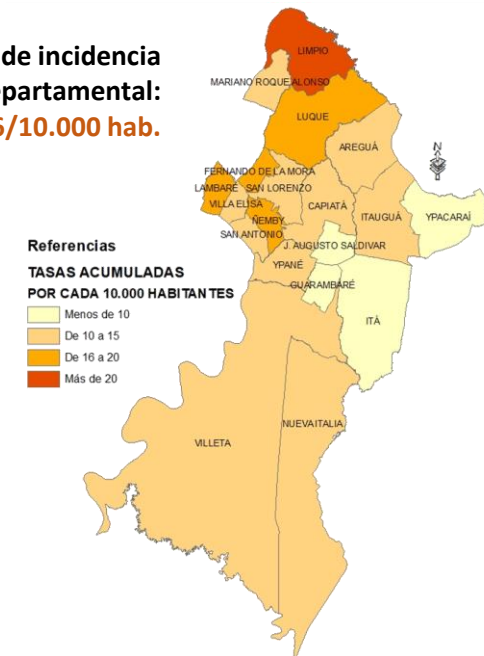 de incidencia
epartamental:
/10.000 hab.
LIMPIO
MARIANO ROQUE ALONSO
LUQUE
AREGUÁ
N
FERNANDO DE LA MORA
LAMBARÉ
SAN LORENZO
VILLA ELISA
CAPIATÁ
ITAUGUÁ
YPACARAÍ
ÑEMBY
SAN ANTONIO
J. AUGUSTO SALDIVAR
YPANÉ
GUARAMBARÉ
ITÁ
Referencias
TASAS ACUMULADAS
POR CADA 10.000 HABITANTES
Menos de 10
De 10 a 15
De 16 a 20
Más de 20
NUEVA ITALIA
VILLETA